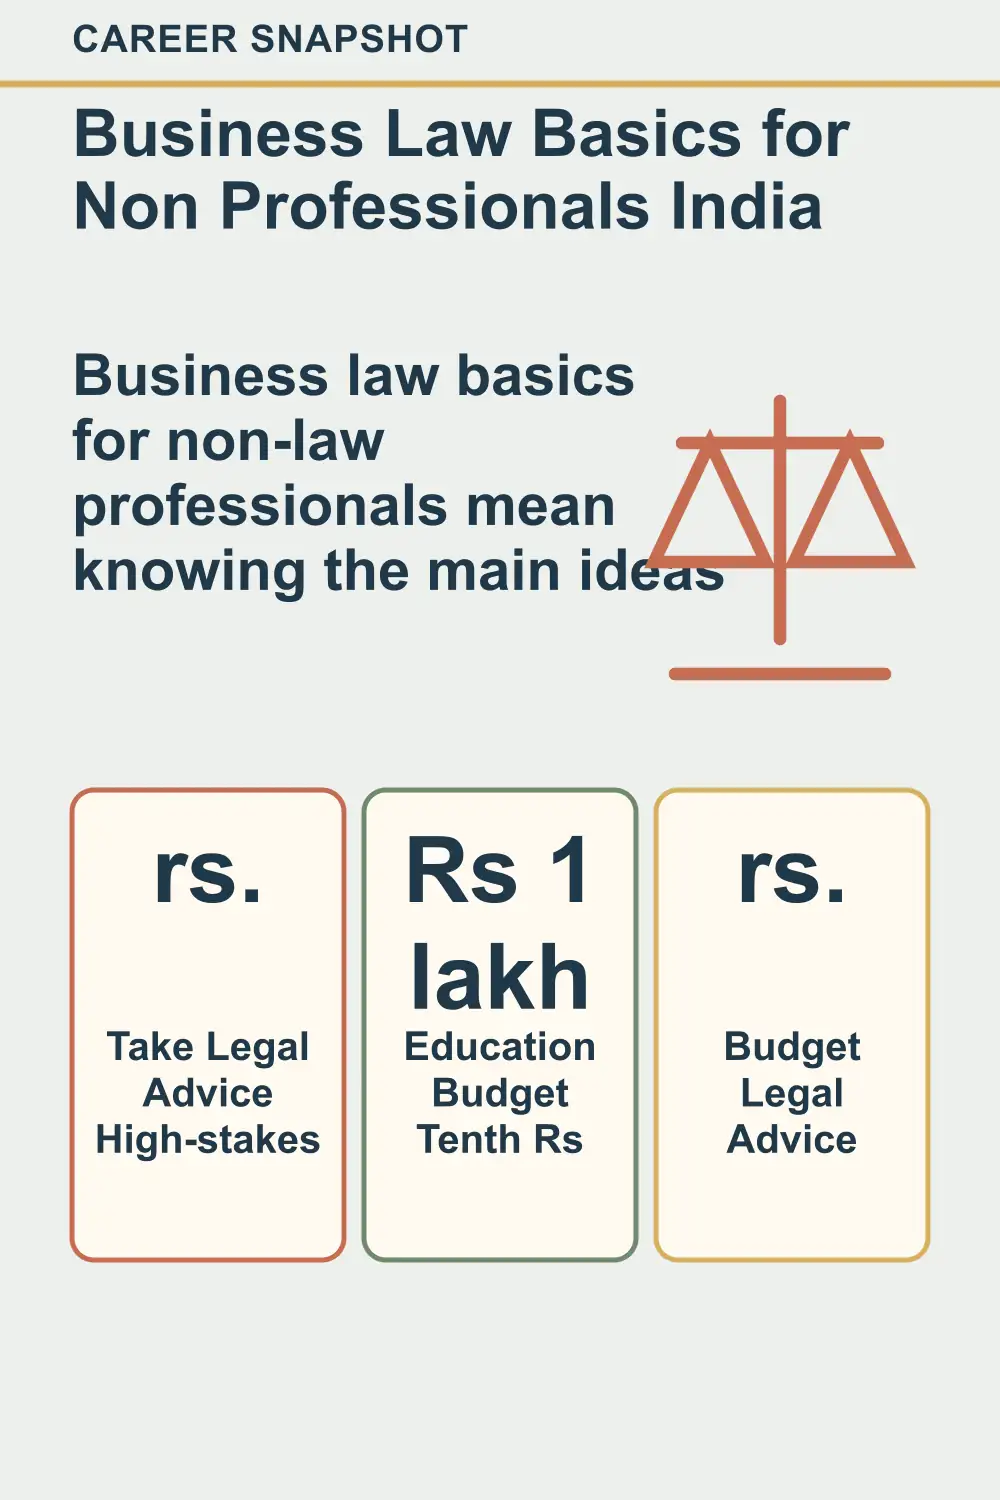 CAREER SNAPSHOT
Business Law Basics for
Non Professionals India
Business law basics
for non-law
professionals mean
knowing the main ideas
rs.
Take Legal
Advice
High-stakes
Rs 1
lakh
Education
Budget
Tenth Rs
rs.
Budget
Legal
Advice